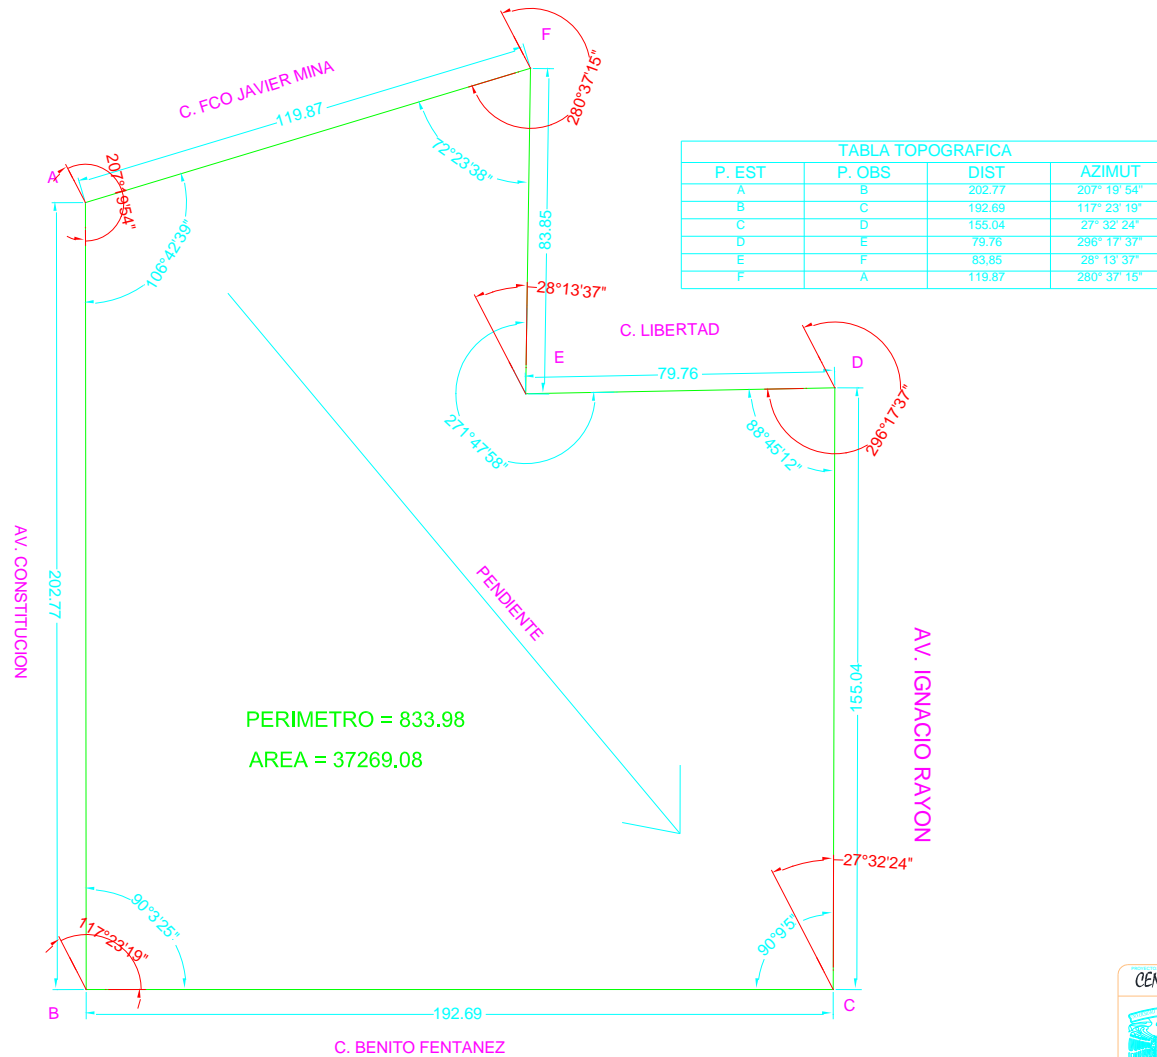 F
C. FCO JAVIER MINA
119.87
280°37'15"
72°23'38"
A
207°19'54"
106°42'39"
83.85
TABLA TOPOGRAFICA
P. EST P. OBS DIST AZIMUT
A B 202.77 207° 19' 54"
B C 192.69 117° 23' 19"
C D 155.04 27° 32' 24"
D E 79.76 296° 17' 37"
E F 83,85 28° 13' 37"
F A 119.87 280° 37' 15"
28°13'37"
C. LIBERTAD
E
D
79.76
296°17'37"
271°47'58"
88°45'12"
AV. CONSTITUCION
202.77
PENDIENTE
AV. IGNACIO RAYON
155.04
PERIMETRO = 833.98
AREA = 37269.08
27°32'24"
90°3'25"
117°23'19"
90°9'5"
B
192.69
C
C. BENITO FENTANEZ